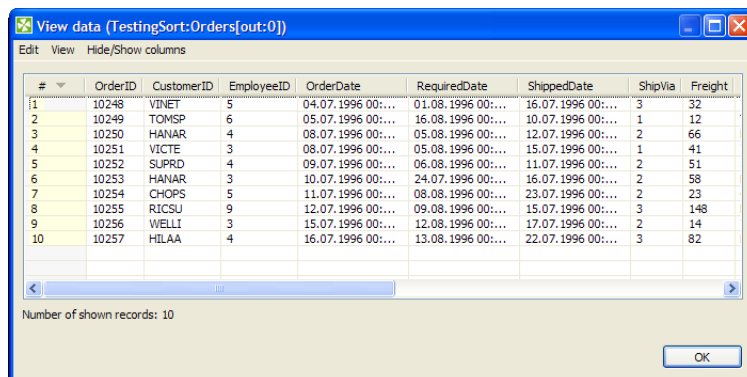 View data (TestingSort:Orders[out:0])
Edit View Hide/Show columns
# OrderID CustomerID EmployeeID OrderDate RequiredDate ShippedDate ShipVia Freight
1 10248 VINET 5 04.07.1996 00:... 01.08.1996 00:... 16.07.1996 00:... 3 32
2 10249 TOMSP 6 05.07.1996 00:... 16.08.1996 00:... 10.07.1996 00:... 1 12
3 10250 HANAR 4 08.07.1996 00:... 05.08.1996 00:... 12.07.1996 00:... 2 66
4 10251 VICTE 3 08.07.1996 00:... 05.08.1996 00:... 15.07.1996 00:... 1 41
5 10252 SUPRD 4 09.07.1996 00:... 06.08.1996 00:... 11.07.1996 00:... 2 51
6 10253 HANAR 3 10.07.1996 00:... 24.07.1996 00:... 16.07.1996 00:... 2 58
7 10254 CHOPS 5 11.07.1996 00:... 08.08.1996 00:... 23.07.1996 00:... 2 23
8 10255 RICSU 9 12.07.1996 00:... 09.08.1996 00:... 15.07.1996 00:... 3 148
9 10256 WELLI 3 15.07.1996 00:... 12.08.1996 00:... 17.07.1996 00:... 2 14
10 10257 HILAA 4 16.07.1996 00:... 13.08.1996 00:... 22.07.1996 00:... 3 82
Number of shown records: 10
OK